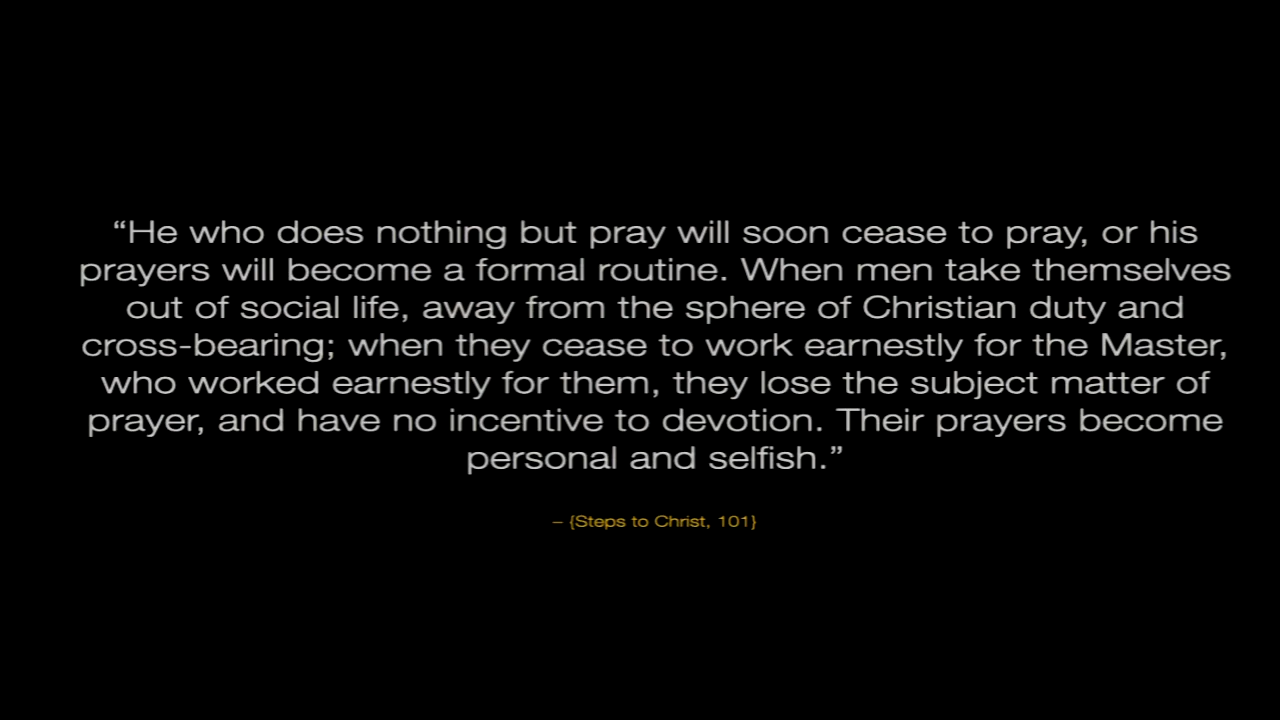 “He who does nothing but pray will soon cease to pray, or his
prayers will become a formal routine. When men take themselves
out of social life, away from the sphere of Christian duty and
cross-bearing; when they cease to work earnestly for the Master,
who worked earnestly for them, they lose the subject matter of
prayer, and have no incentive to devotion. Their prayers become
personal and selfish.”
– {Steps to Christ, 101}